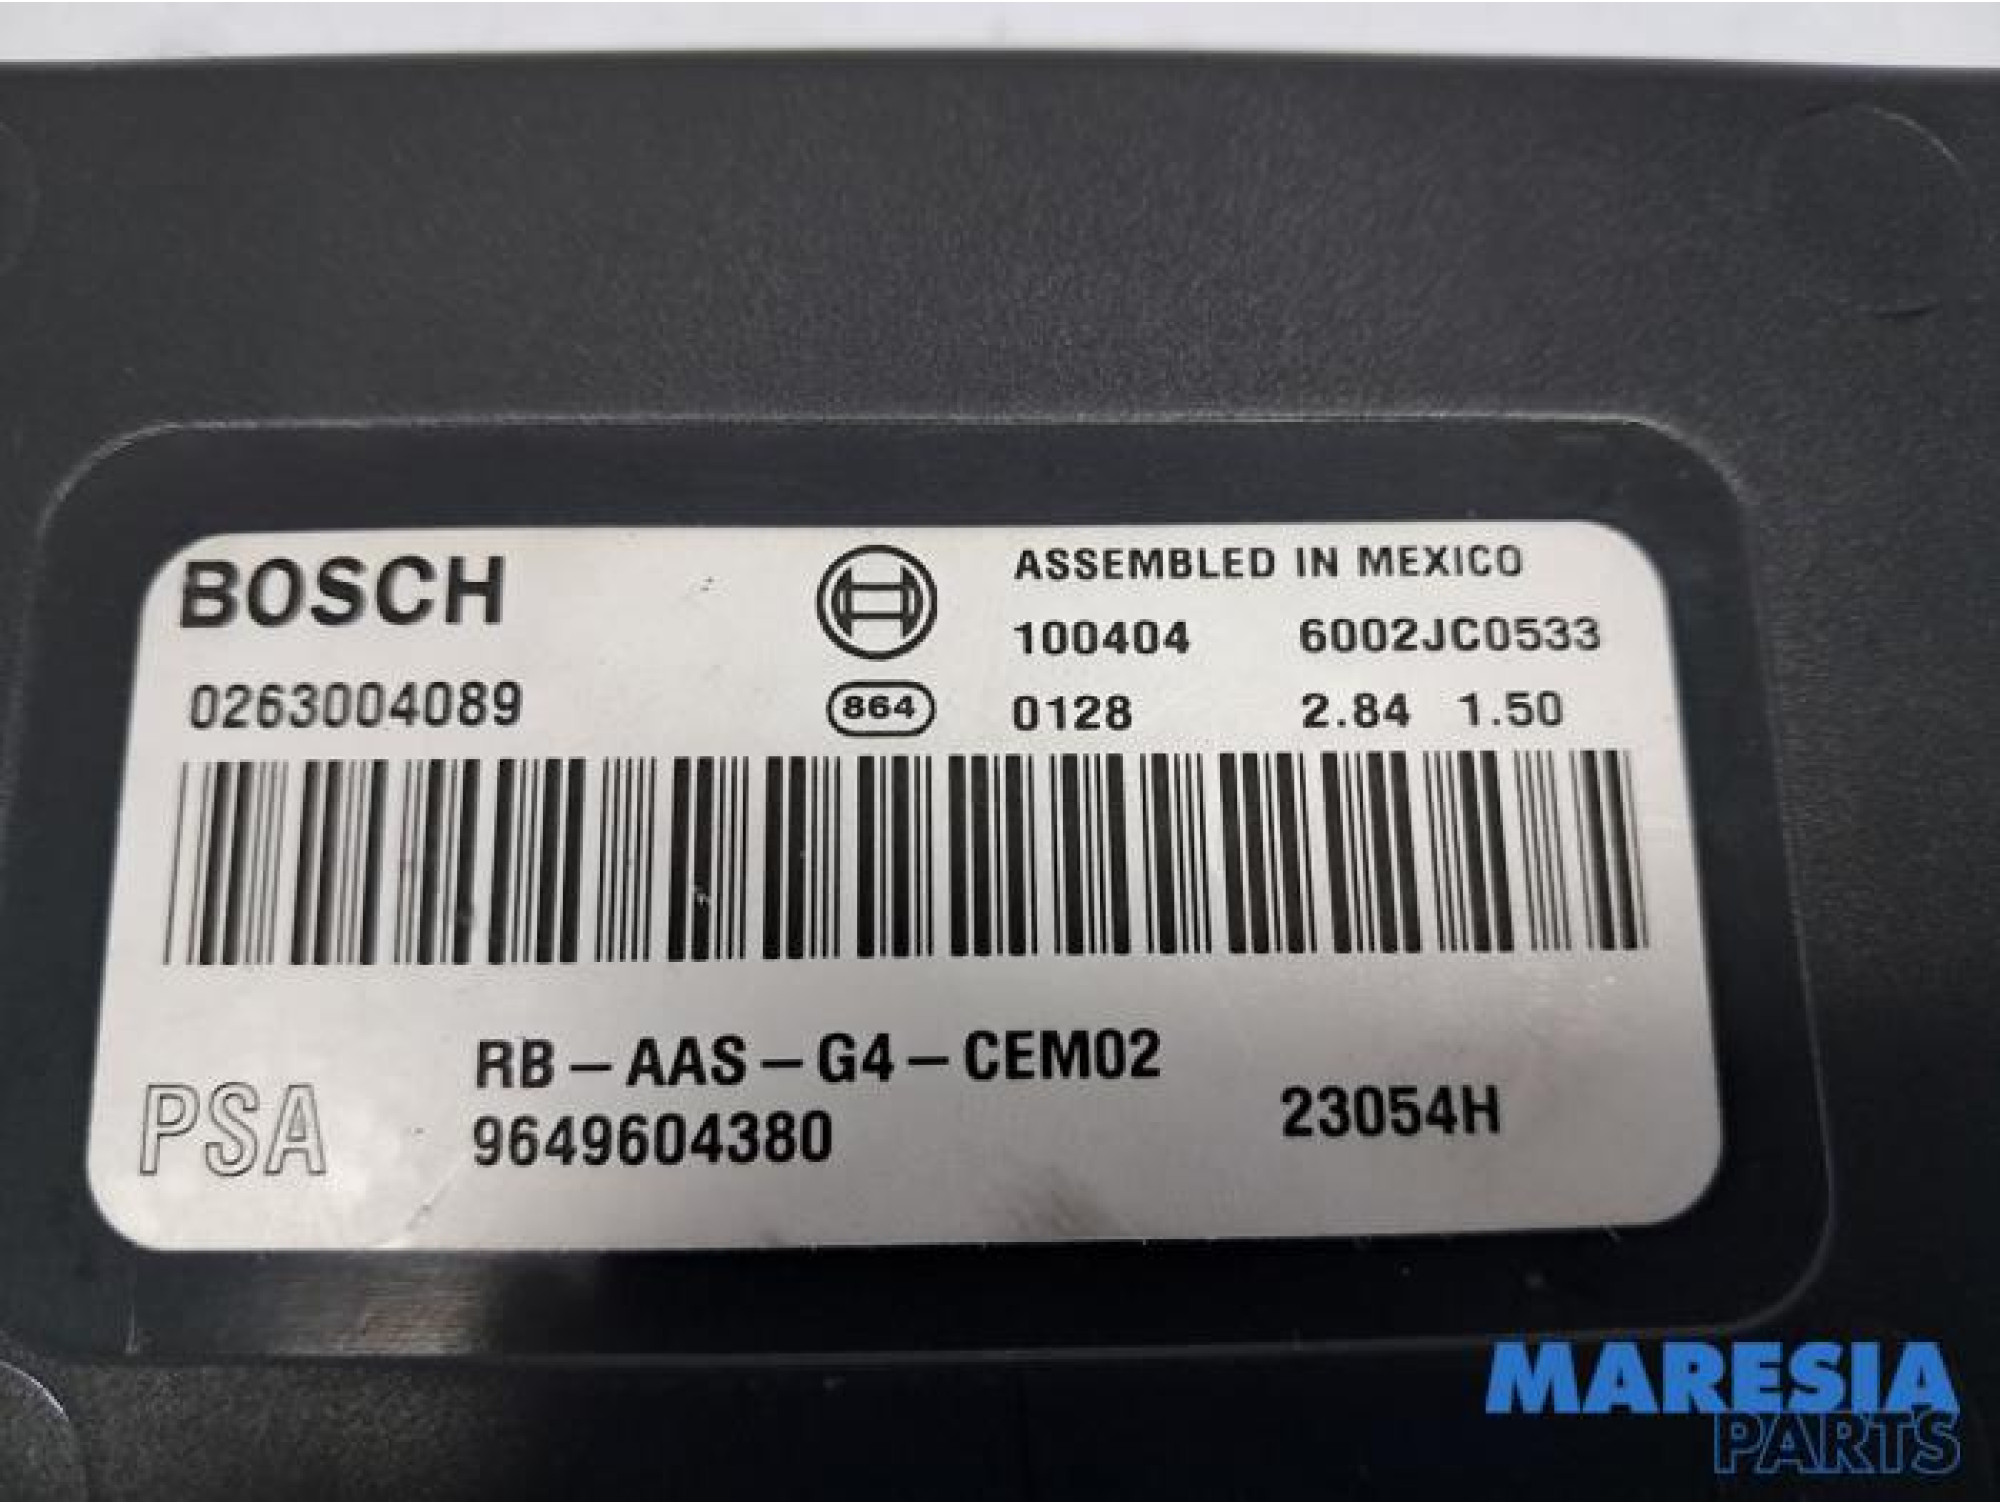 BOSCH
ASSEMBLED IN MEXICO
100404 6002JC0533
0263004089 864 0128 2.84 1.50
RB-AAS-G4-CEM02
PSA 9649604380 23054H
MARESIA
PARTS